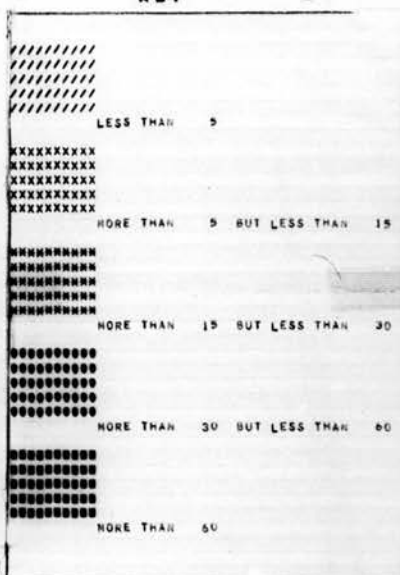 LESS THAN 5
MORE THAN 5 BUT LESS THAN 15
MORE THAN 15 BUT LESS THAN 30
MORE THAN 30 BUT LESS THAN 60
MORE THAN 60